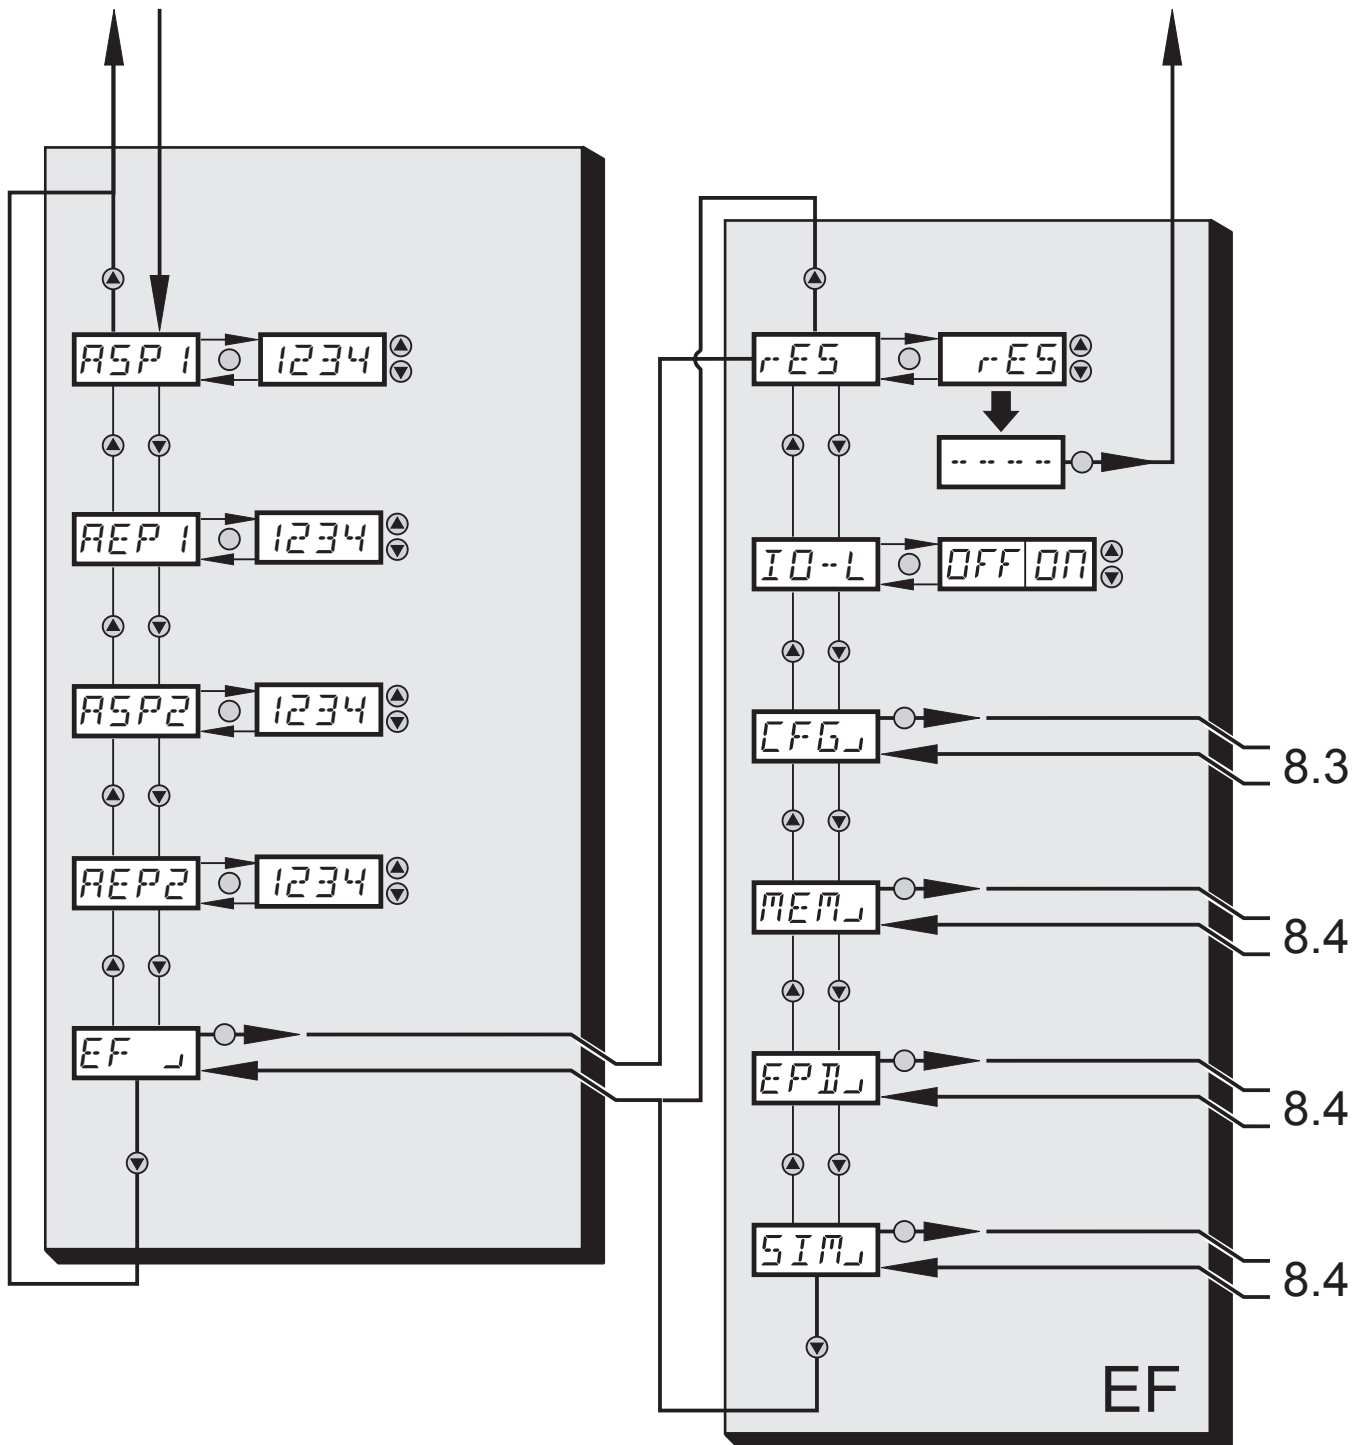 ASP1 1234
AEP1 1234
ASP2 1234
AEP2 1234
EF
rES rES
- - - -
IO-L OFF ON
CFG
8.3
MEM
8.4
EPD
8.4
SIM
8.4
EF